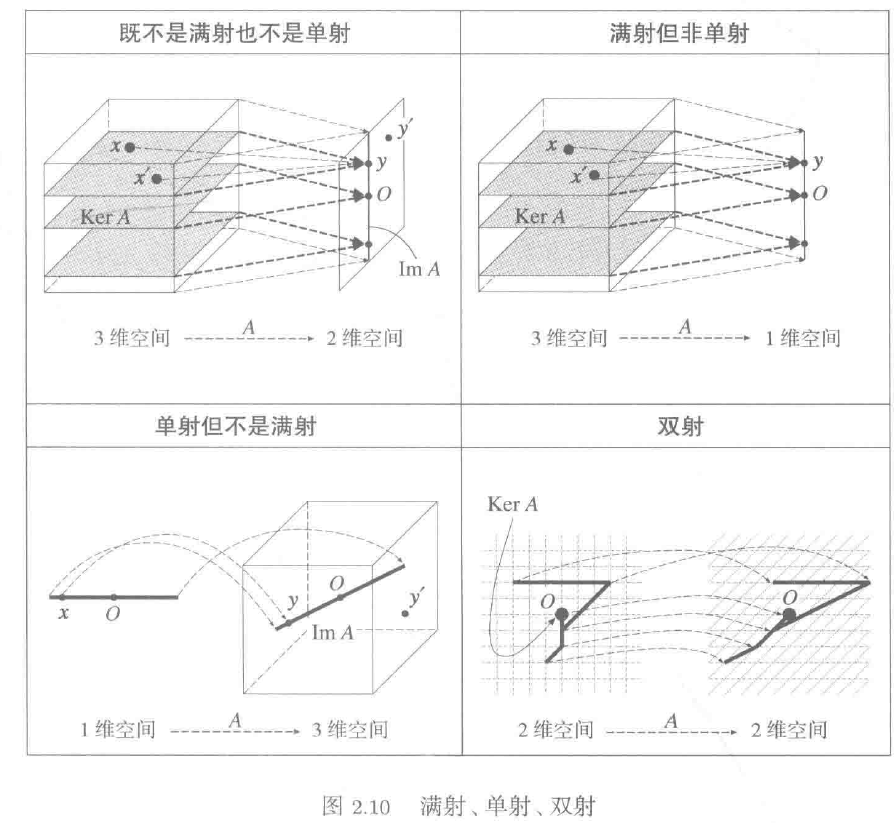 既不是满射也不是单射
x
x′
Ker A
y′
y
O
Im A
3 维空间 A 2 维空间
满射但非单射
x
x′
Ker A
y
O
3 维空间 A 1 维空间
单射但不是满射
x
O
y
O
y′
Im A
1 维空间 A 3 维空间
双射
Ker A
O
O
2 维空间 A 2 维空间
图 2.10 满射、单射、双射